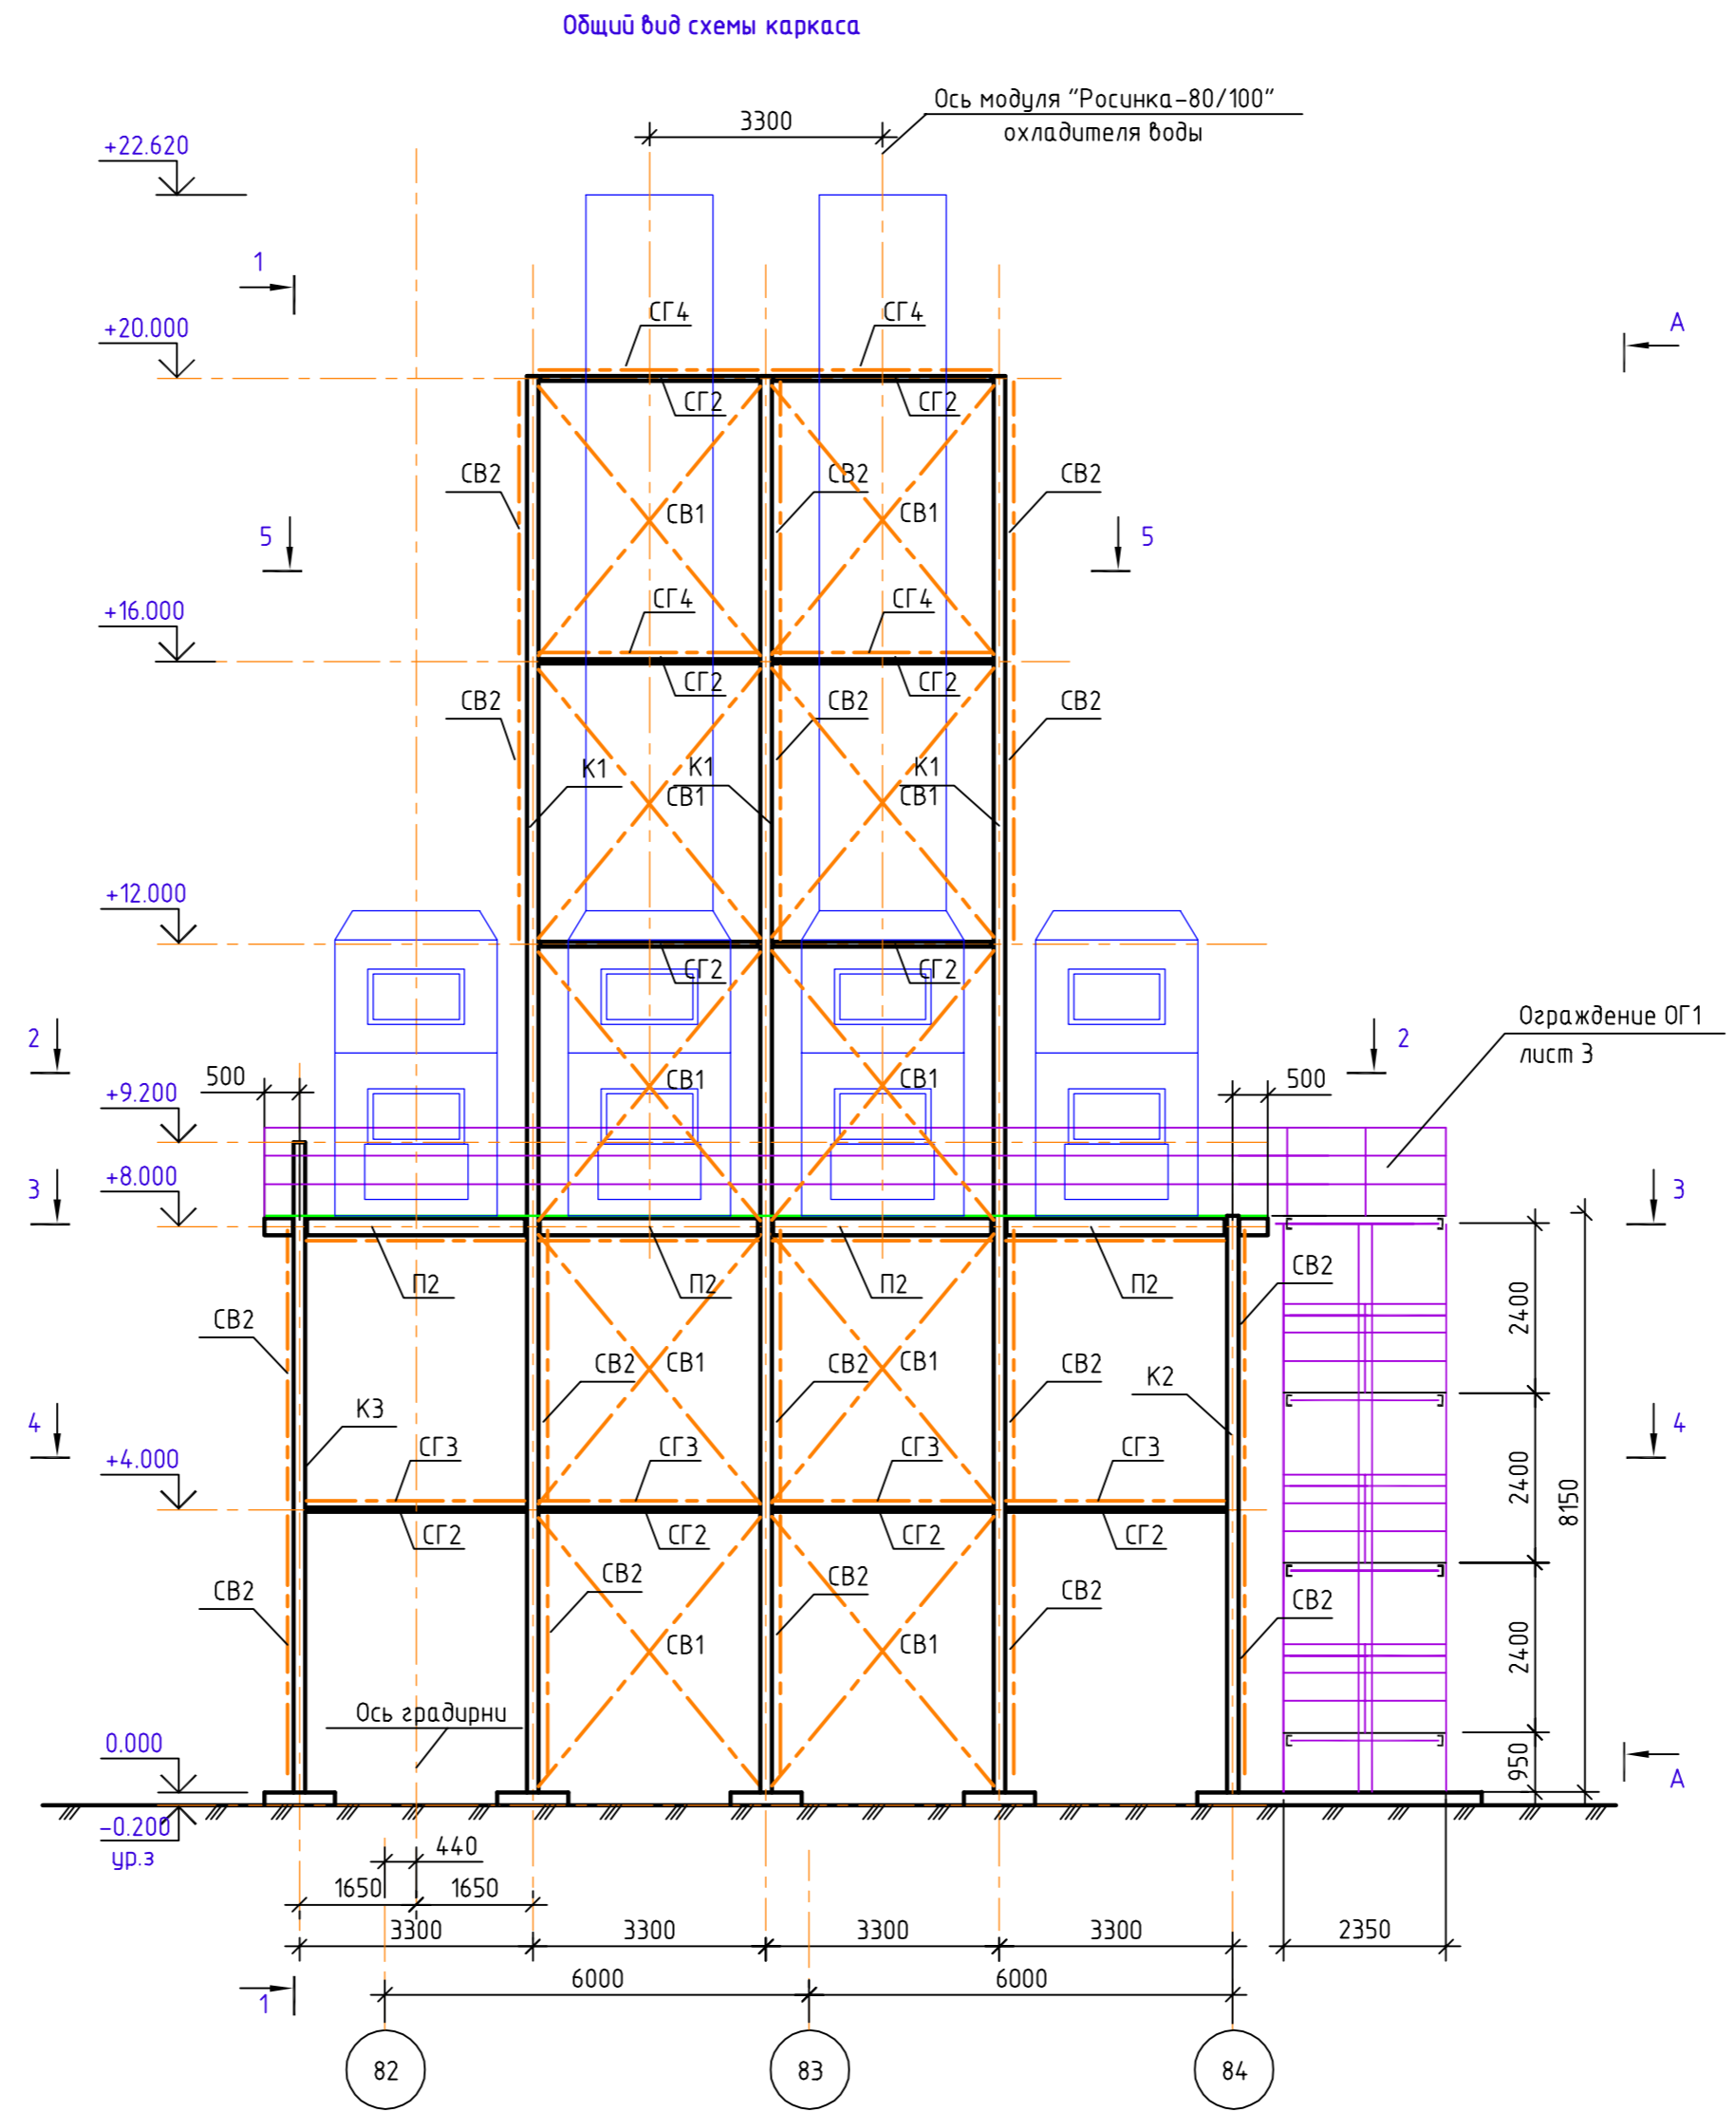 Общий вид схемы каркаса
Ось модуля "Росинка-80/100"
охладителя воды
3300
+22.620
1
+20.000
СГ4
СГ4
А
СГ2
СГ2
СВ2
СВ2
СВ2
СВ1
СВ1
5
5
+16.000
СГ4
СГ4
СГ2
СГ2
СВ2
СВ2
СВ2
К1
К1
К1
СВ1
СВ1
+12.000
СГ2
СГ2
Ограждение ОГ1
лист 3
2
2
500
500
+9.200
СВ1
СВ1
+8.000
3
3
П2
П2
П2
П2
СВ2
СВ2
2400
СВ2
СВ1
СВ2
СВ1
СВ2
К2
К3
4
4
+4.000
СГ3
СГ3
СГ3
СГ3
2400
8150
СГ2
СГ2
СГ2
СГ2
СВ2
СВ2
СВ2
СВ2
СВ2
СВ1
СВ1
2400
Ось градирни
0.000
950
А
-0.200
ур.з
440
1650
1650
3300
3300
3300
3300
2350
6000
6000
1
82
83
84